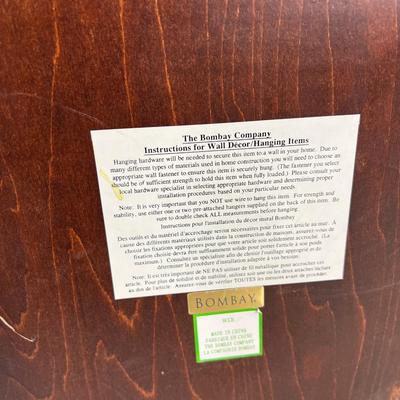 The Bombay Company
Instructions for Wall Décor/Hanging Items
Hanging hardware will be needed to secure this item to a wall in your home. Due to
many different types of materials used in home construction you will need to choose an
appropriate wall fastener to ensure this item is securely hung. (The fastener you select
should be of sufficient strength to hold this item when fully loaded.) Please consult your
local hardware specialist in selecting appropriate hardware and determining proper
installation procedures based on your particular needs.
Note: It is very important that you NOT use wire to hang this item. For strength and
stability, use either one or two pre-attached hangers supplied on the back of this item. Be
sure to double check ALL measurements before hanging.
Instructions pour l'installation du décor mural Bombay
Des outils et du matériel d'accrochage seront nécessaires pour fixer cet article au mur. À
cause des différents matériaux utilisés dans la construction de maisons, assurez-vous de
choisir les fixations appropriées pour que votre article soit solidement accroché. (La
fixation choisie devra être suffisamment solide pour porter l'article à son poids
maximum.) Consultez un spécialiste afin de choisir l'outillage approprié et de
déterminer la procédure d'installation adaptée à vos besoins.
Note: Il est très important de NE PAS utiliser de fil métallique pour accrocher cet
article. Pour plus de solidité et de stabilité, utilisez une ou les deux attaches incluses
au dos de l'article. Assurez-vous de vérifier TOUTES les mesures avant de procéder.
BOMBAY
MADE IN CHINA
FABRIQUE EN CHINE
THE BOMBAY COMPANY
LA COMPAGNIE BOMBAY